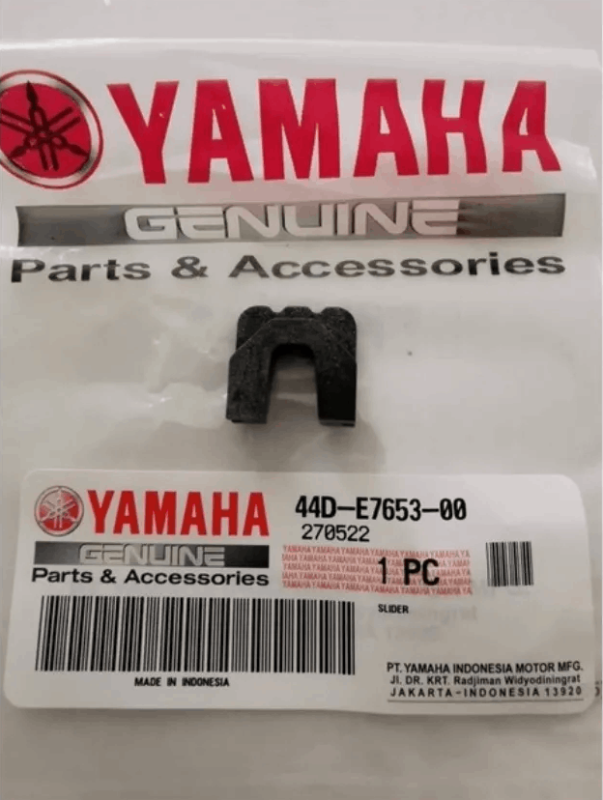 YAMAHA
GENUINE
Parts & Accessories
YAMAHA
GENUINE
Parts & Accessories
44D-E7653-00
270522
1 PC
SLIDER
MADE IN INDONESIA
PT. YAMAHA INDONESIA MOTOR MFG.
Jl. DR. KRT. Radjiman Widyodiningrat
JAKARTA-INDONESIA 13920